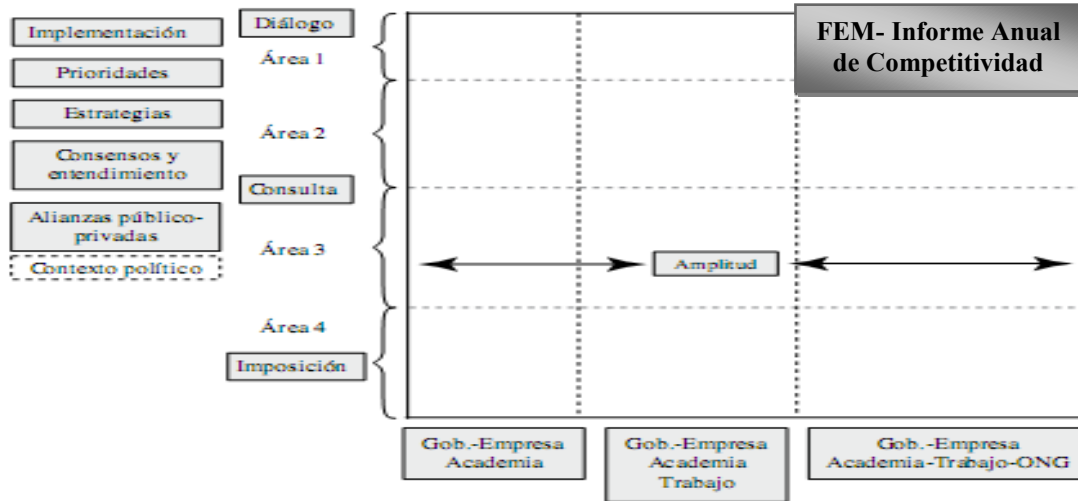 Implementación
Prioridades
Estrategias
Consensos y
entendimiento
Alianzas público-
privadas
Contexto político
Diálogo
Área 1
Área 2
Consulta
Área 3
Área 4
Imposición
FEM- Informe Anual
de Competitividad
Amplitud
Gob.-Empresa
Academia
Gob.-Empresa
Academia
Trabajo
Gob.-Empresa
Academia-Trabajo-ONG